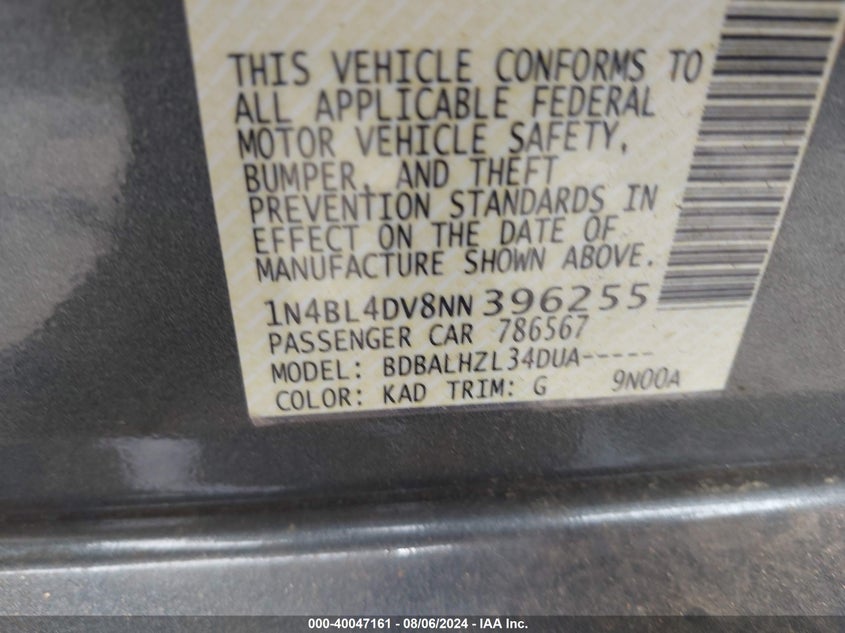 THIS VEHICLE CONFORMS TO
ALL APPLICABLE FEDERAL
MOTOR VEHICLE SAFETY,
BUMPER, AND THEFT
PREVENTION STANDARDS IN
EFFECT ON THE DATE OF
MANUFACTURE SHOWN ABOVE.
1N4BL4DV8NN 396255
PASSENGER CAR 786567
MODEL: BDBALHZL34DUA-----
COLOR: KAD TRIM: G 9N00A
000-40047161 - 08/06/2024 - IAA Inc.